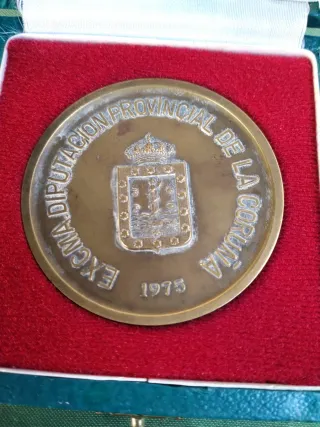 EXCMA. DIPUTACION PROVINCIAL DE LA CORUÑA
1975